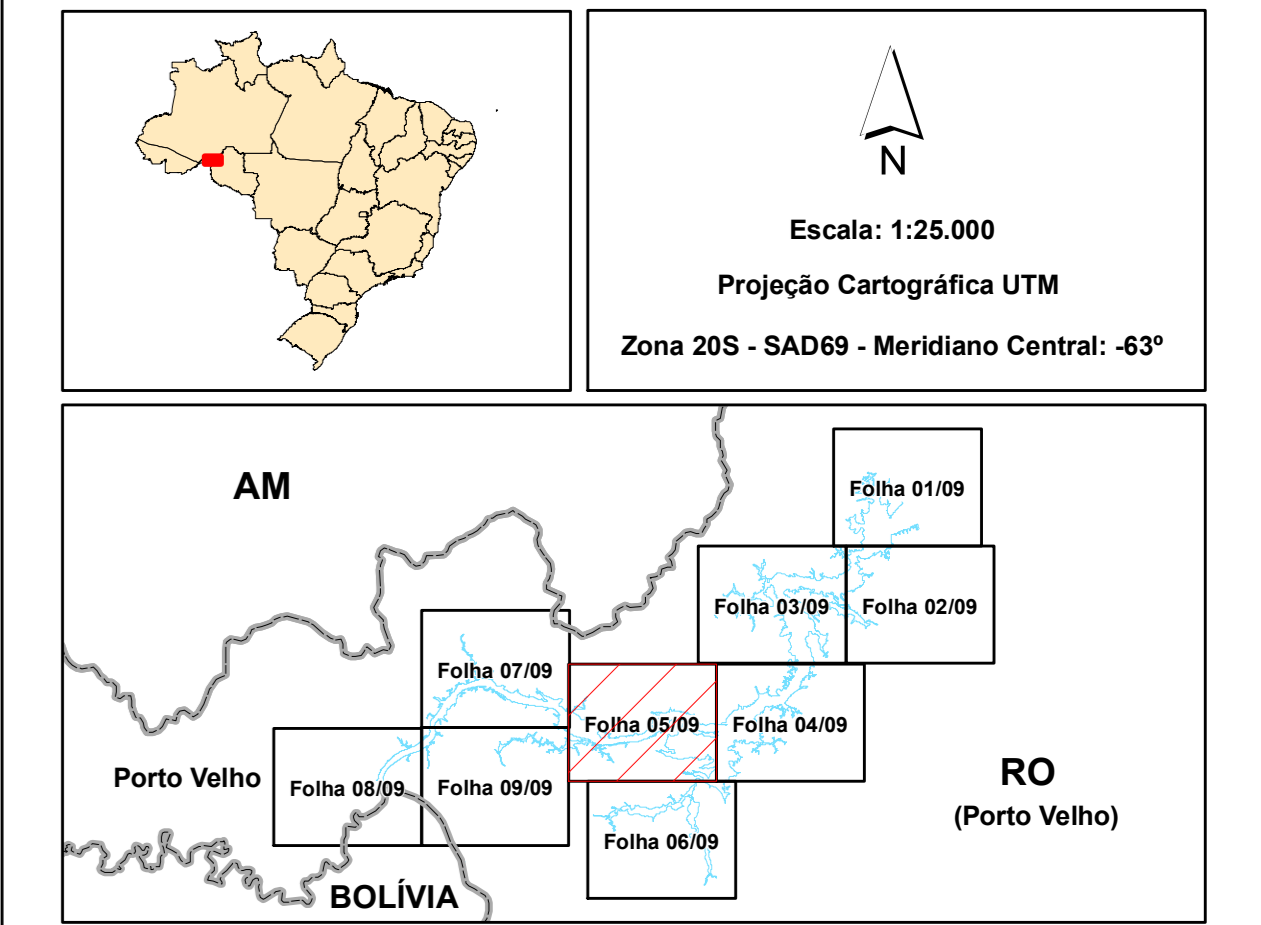 N
Escala: 1:25.000
Projeção Cartográfica UTM
Zona 20S - SAD69 - Meridiano Central: -63º
AM
Folha 01/09
Folha 03/09
Folha 02/09
Folha 07/09
Folha 05/09
Folha 04/09
Porto Velho
Folha 08/09
Folha 09/09
RO
(Porto Velho)
Folha 06/09
BOLÍVIA